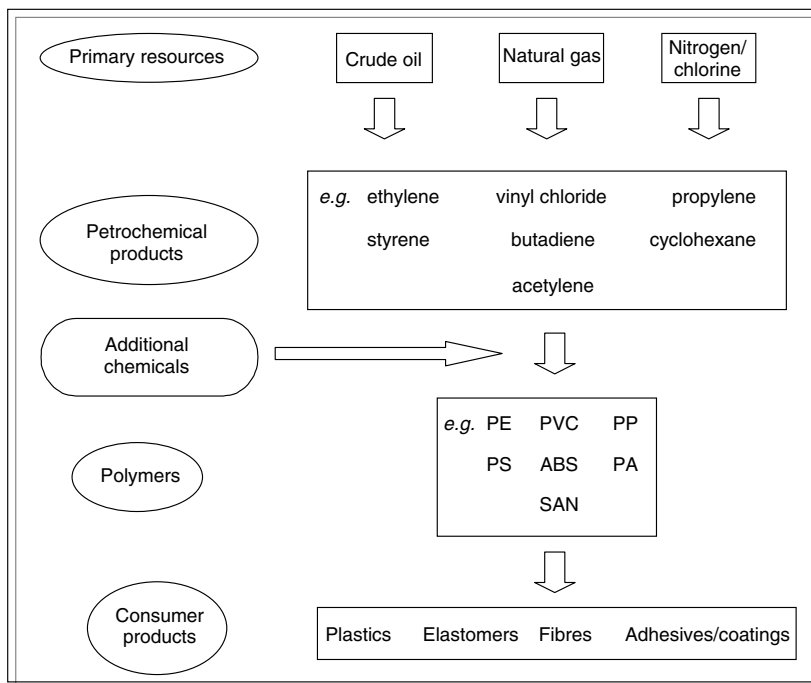 Primary resources
Crude oil
Natural gas
Nitrogen/
chlorine
Petrochemical
products
e.g. ethylene vinyl chloride propylene
styrene butadiene cyclohexane
acetylene
Additional
chemicals
Polymers
e.g. PE PVC PP
PS ABS PA
SAN
Consumer
products
Plastics Elastomers Fibres Adhesives/coatings